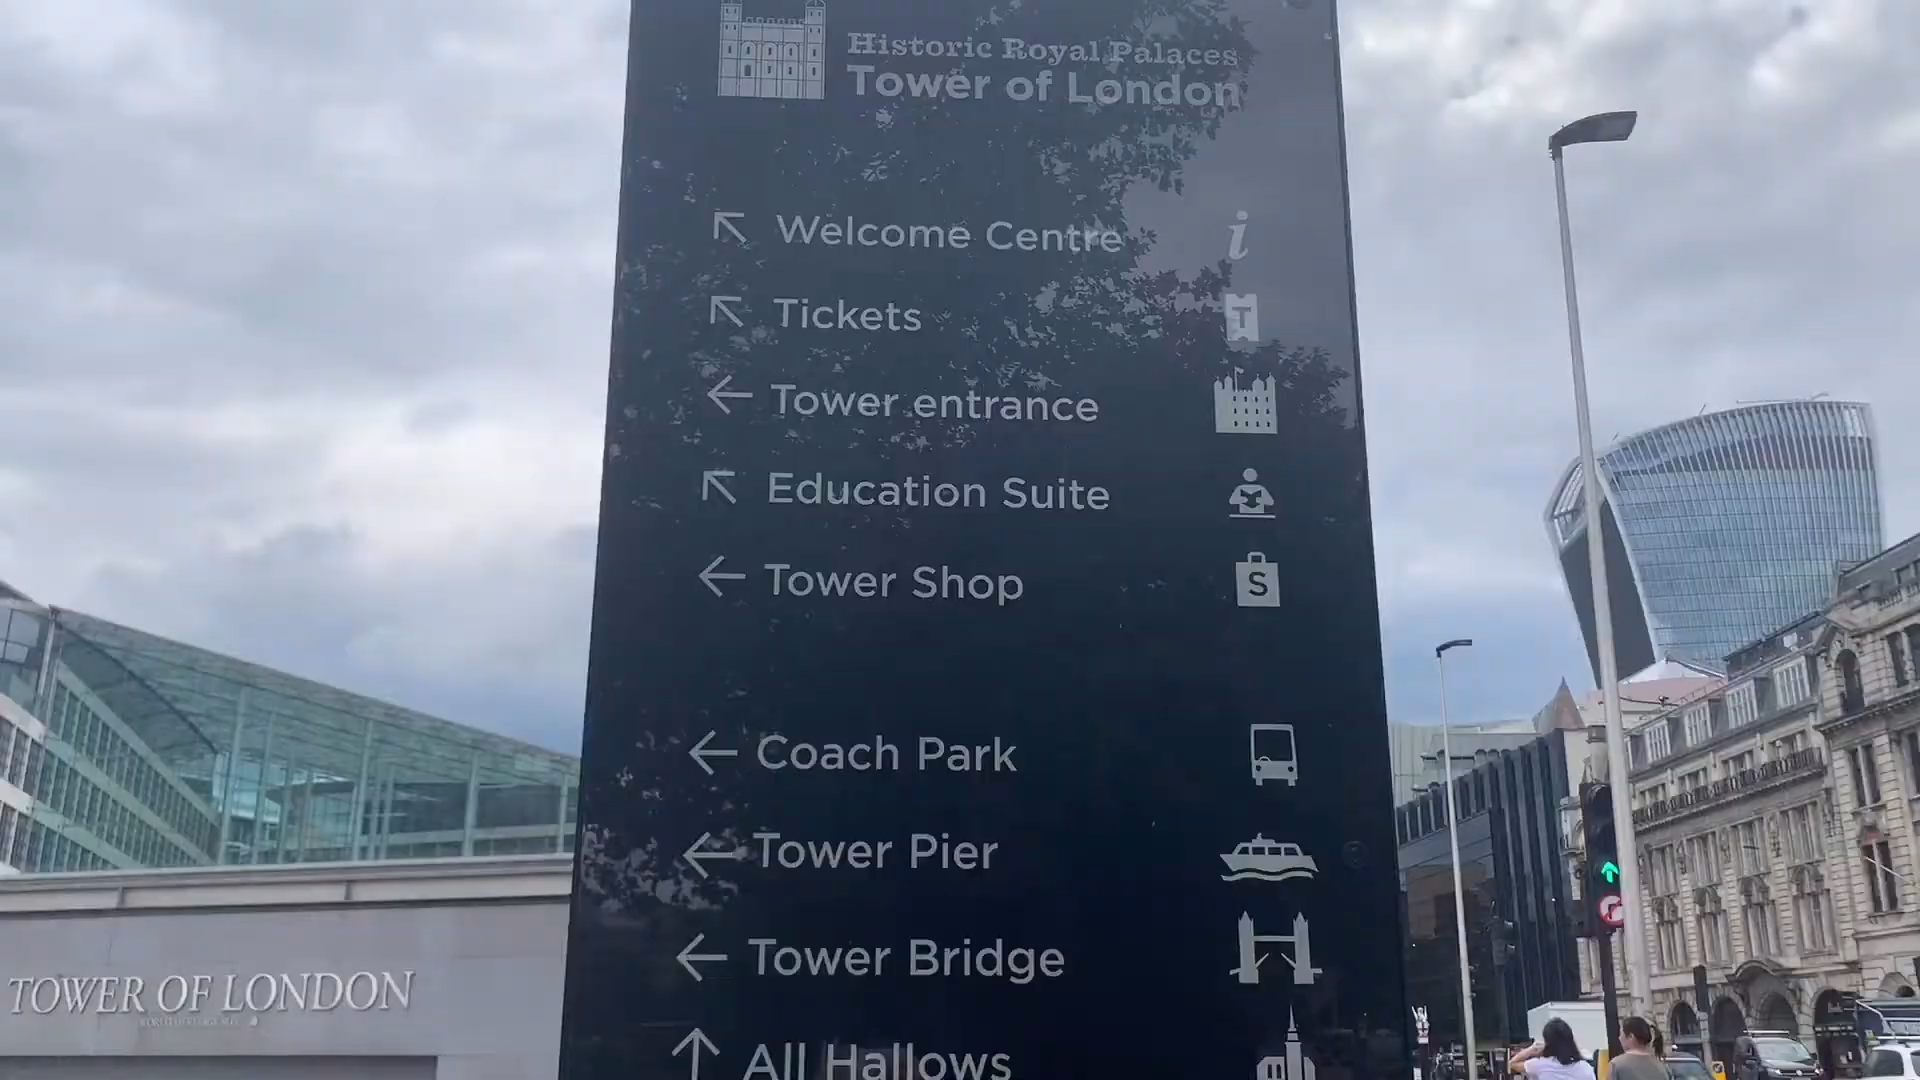 Historic Royal Palaces
Tower of London
Welcome Centre
i
Tickets
T
Tower entrance
Education Suite
Tower Shop
S
Coach Park
Tower Pier
Tower Bridge
All Hallows
TOWER OF LONDON